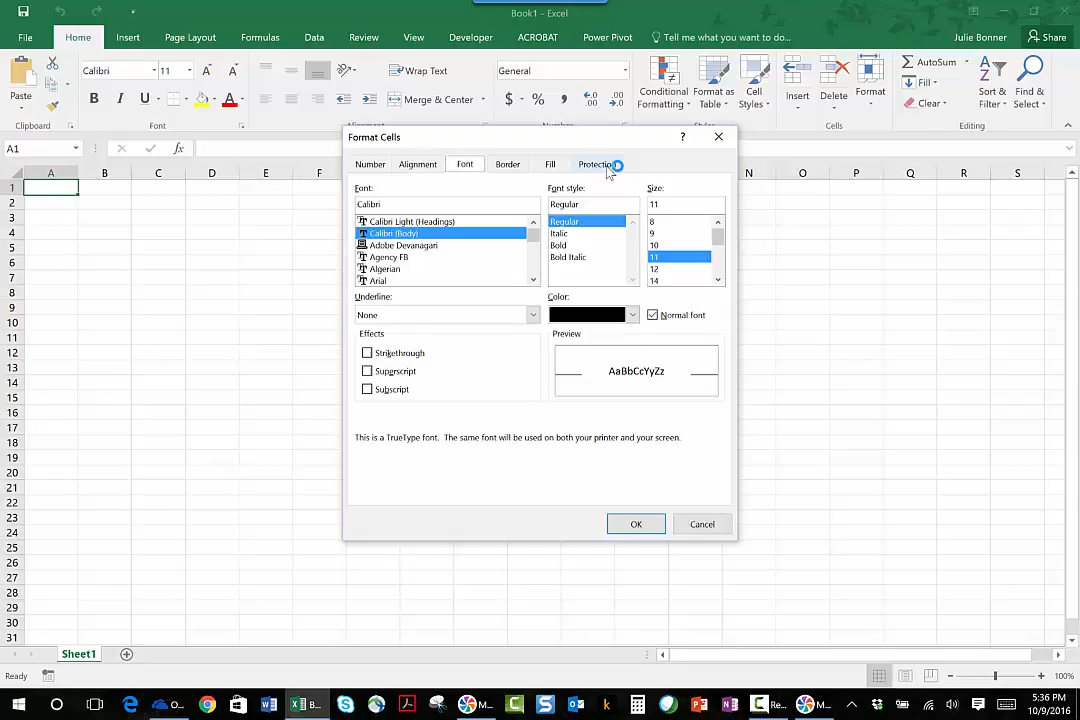 Book1 - Excel
File Home Insert Page Layout Formulas Data Review View Developer ACROBAT Power Pivot Tell me what you want to do... Julie Bonner Share
Paste
Clipboard
Calibri 11
B I U
Font
Wrap Text
Merge & Center
General
$ % ,
Conditional Formatting
Format as Table
Cell Styles
Insert
Delete
Format
Cells
AutoSum
Fill
Clear
Sort & Filter
Find & Select
Editing
A1 fx
A B C D E F N O P Q R S
1
2
3
4
5
6
7
8
9
10
11
12
13
14
15
16
17
18
19
20
21
22
23
24
25
26
27
28
29
30
31
Format Cells ?
Number Alignment Font Border Fill Protection
Font: Font style: Size:
Calibri Regular 11
Calibri Light (Headings) Regular 8
Calibri (Body) Italic 9
Adobe Devanagari Bold 10
Agency FB Bold Italic 11
Algerian 12
Arial 14
Underline: Color:
None Normal font
Effects Preview
Strikethrough
Superscript
Subscript
AaBbCcYyZz
This is a TrueType font. The same font will be used on both your printer and your screen.
OK Cancel
Sheet1
Ready 100%
O... B... M... Re... M...
5:36 PM
10/9/2016